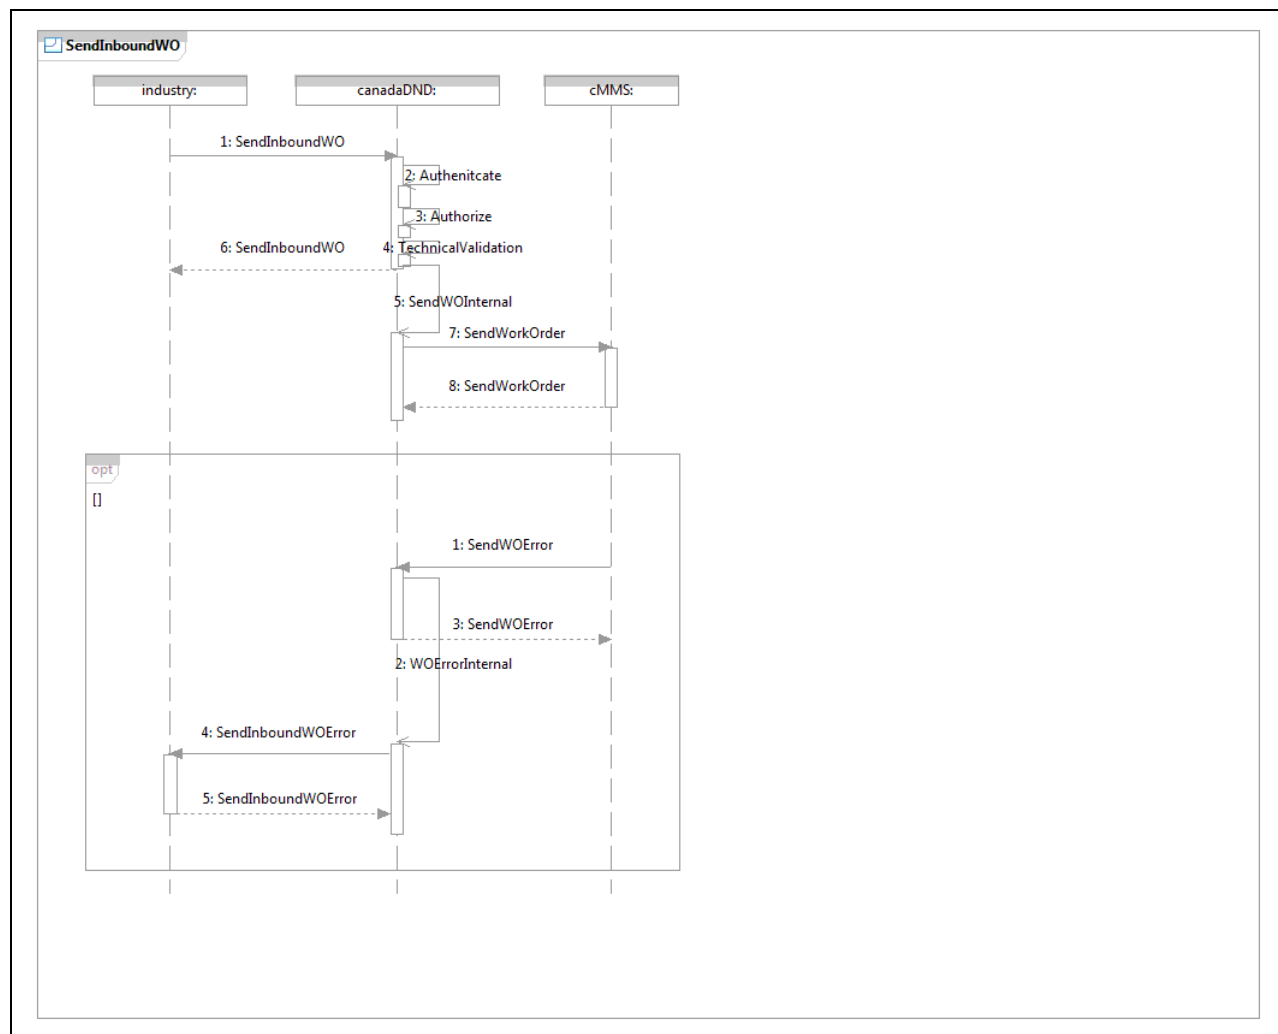 SendInboundWO
industry:
canadaDND:
cMMS:
1: SendInboundWO
2: Authenitcate
3: Authorize
6: SendInboundWO
4: TechnicalValidation
5: SendWOInternal
7: SendWorkOrder
8: SendWorkOrder
opt
[]
1: SendWOError
3: SendWOError
2: WOErrorInternal
4: SendInboundWOError
5: SendInboundWOError